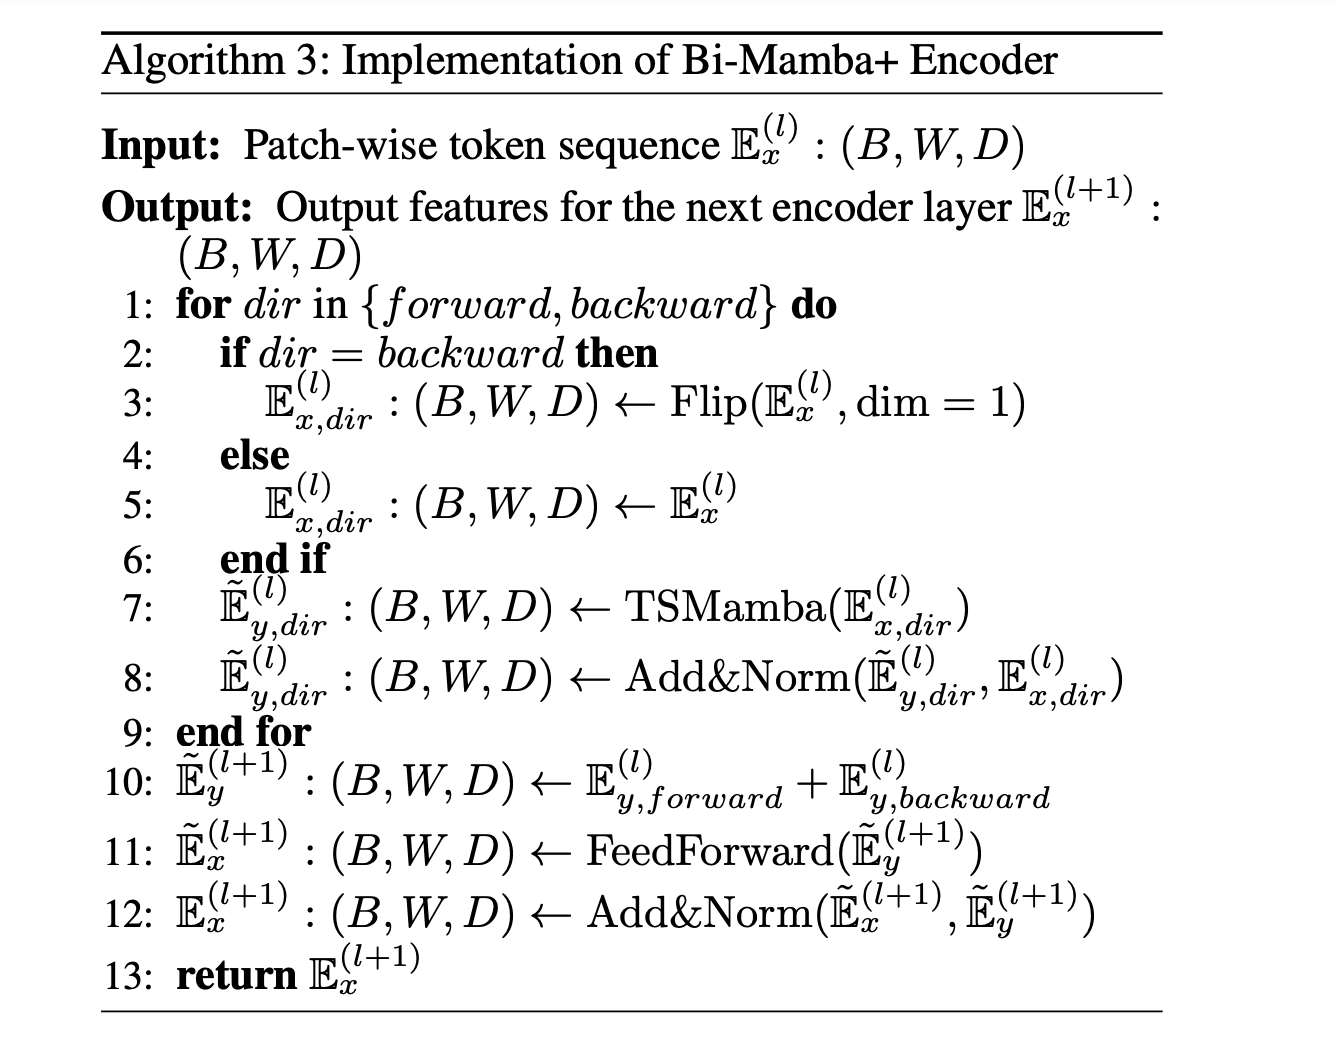 Algorithm 3: Implementation of Bi-Mamba+ Encoder
Input: Patch-wise token sequence $\mathbb{E}_x^{(l)} : (B, W, D)$
Output: Output features for the next encoder layer $\mathbb{E}_x^{(l+1)} :$
$(B, W, D)$
1: for $dir$ in $\{forward, backward\}$ do
2: if $dir = backward$ then
3: $\mathbb{E}_{x,dir}^{(l)} : (B, W, D) \leftarrow \mathrm{Flip}(\mathbb{E}_x^{(l)}, \mathrm{dim} = 1)$
4: else
5: $\mathbb{E}_{x,dir}^{(l)} : (B, W, D) \leftarrow \mathbb{E}_x^{(l)}$
6: end if
7: $\tilde{\mathbb{E}}_{y,dir}^{(l)} : (B, W, D) \leftarrow \mathrm{TSMamba}(\mathbb{E}_{x,dir}^{(l)})$
8: $\tilde{\mathbb{E}}_{y,dir}^{(l)} : (B, W, D) \leftarrow \mathrm{Add\&Norm}(\tilde{\mathbb{E}}_{y,dir}^{(l)}, \mathbb{E}_{x,dir}^{(l)})$
9: end for
10: $\tilde{\mathbb{E}}_y^{(l+1)} : (B, W, D) \leftarrow \mathbb{E}_{y,forward}^{(l)} + \mathbb{E}_{y,backward}^{(l)}$
11: $\tilde{\mathbb{E}}_x^{(l+1)} : (B, W, D) \leftarrow \mathrm{FeedForward}(\tilde{\mathbb{E}}_y^{(l+1)})$
12: $\mathbb{E}_x^{(l+1)} : (B, W, D) \leftarrow \mathrm{Add\&Norm}(\tilde{\mathbb{E}}_x^{(l+1)}, \tilde{\mathbb{E}}_y^{(l+1)})$
13: return $\mathbb{E}_x^{(l+1)}$